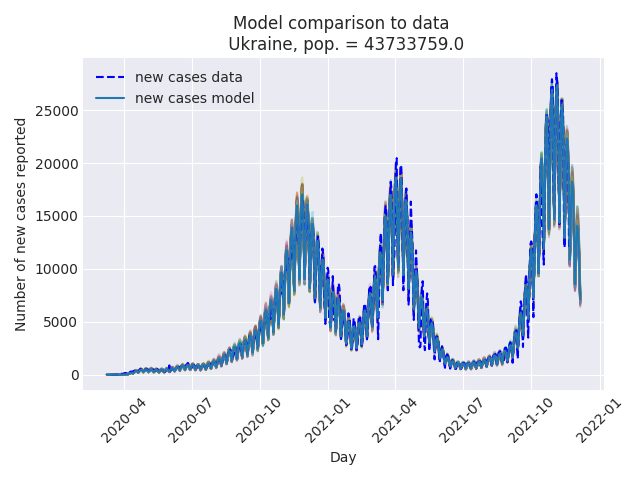 Model comparison to data
Ukraine, pop. = 43733759.0
new cases data
new cases model
Number of new cases reported
25000
20000
15000
10000
5000
0
2020-04
2020-07
2020-10
2021-01
2021-04
2021-07
2021-10
2022-01
Day